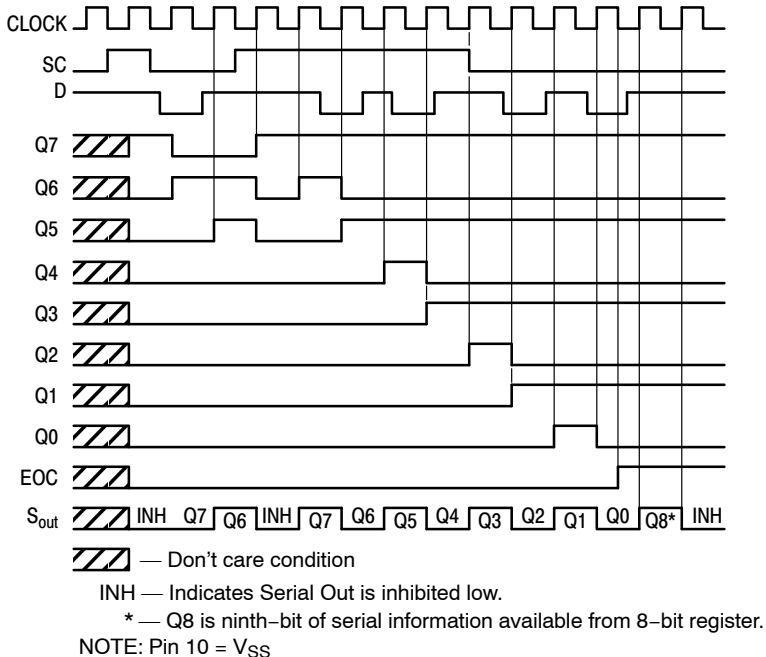 CLOCK
SC
D
Q7
Q6
Q5
Q4
Q3
Q2
Q1
Q0
EOC
Sout INH Q7 Q6 INH Q7 Q6 Q5 Q4 Q3 Q2 Q1 Q0 Q8* INH
— Don't care condition
INH — Indicates Serial Out is inhibited low.
* — Q8 is ninth−bit of serial information available from 8−bit register.
NOTE: Pin 10 = VSS